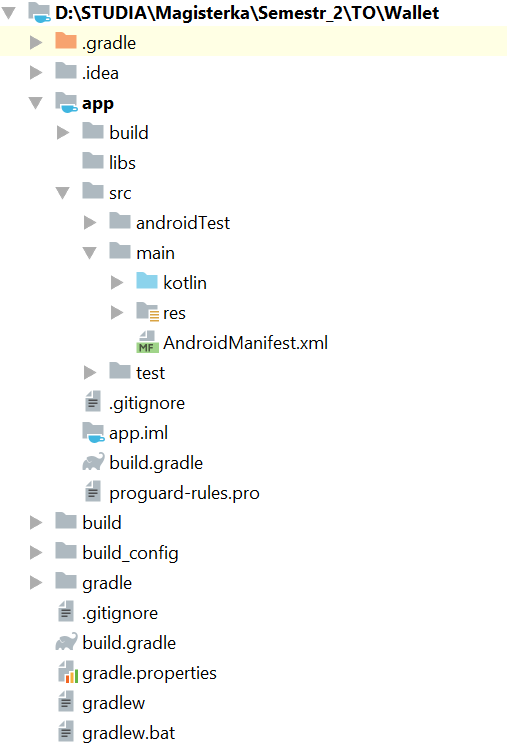 D:\STUDIA\Magisterka\Semestr_2\TO\Wallet
.gradle
.idea
app
build
libs
src
androidTest
main
kotlin
res
MF AndroidManifest.xml
test
.gitignore
app.iml
build.gradle
proguard-rules.pro
build
build_config
gradle
.gitignore
build.gradle
gradle.properties
gradlew
gradlew.bat